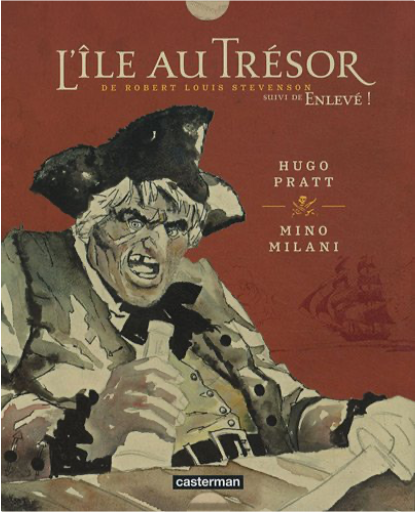 L'ÎLE AU TRÉSOR
DE ROBERT LOUIS STEVENSON
SUIVI DE ENLEVÉ !
HUGO
PRATT
MINO
MILANI
casterman